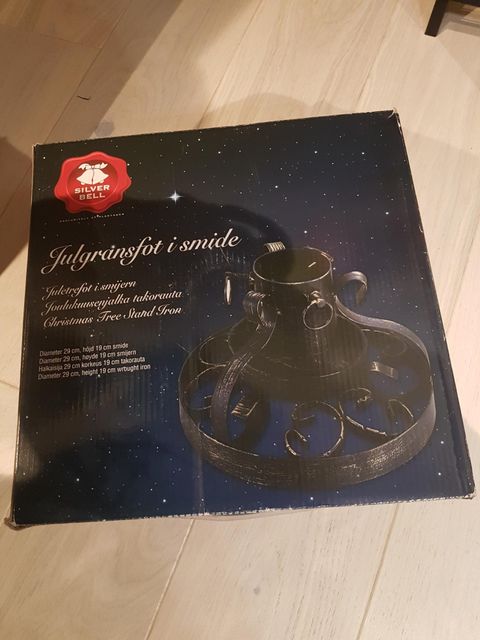 SILVER
BELL
Julgransfot i smide
Juletrefot i smijern
Joulukuusenjalka takorauta
Christmas Tree Stand Iron
Diameter 29 cm, höjd 19 cm smide
Diameter 29 cm, høyde 19 cm smijern
Halkaisija 29 cm korkeus 19 cm takorauta
Diameter 29 cm, height 19 cm wrbught iron